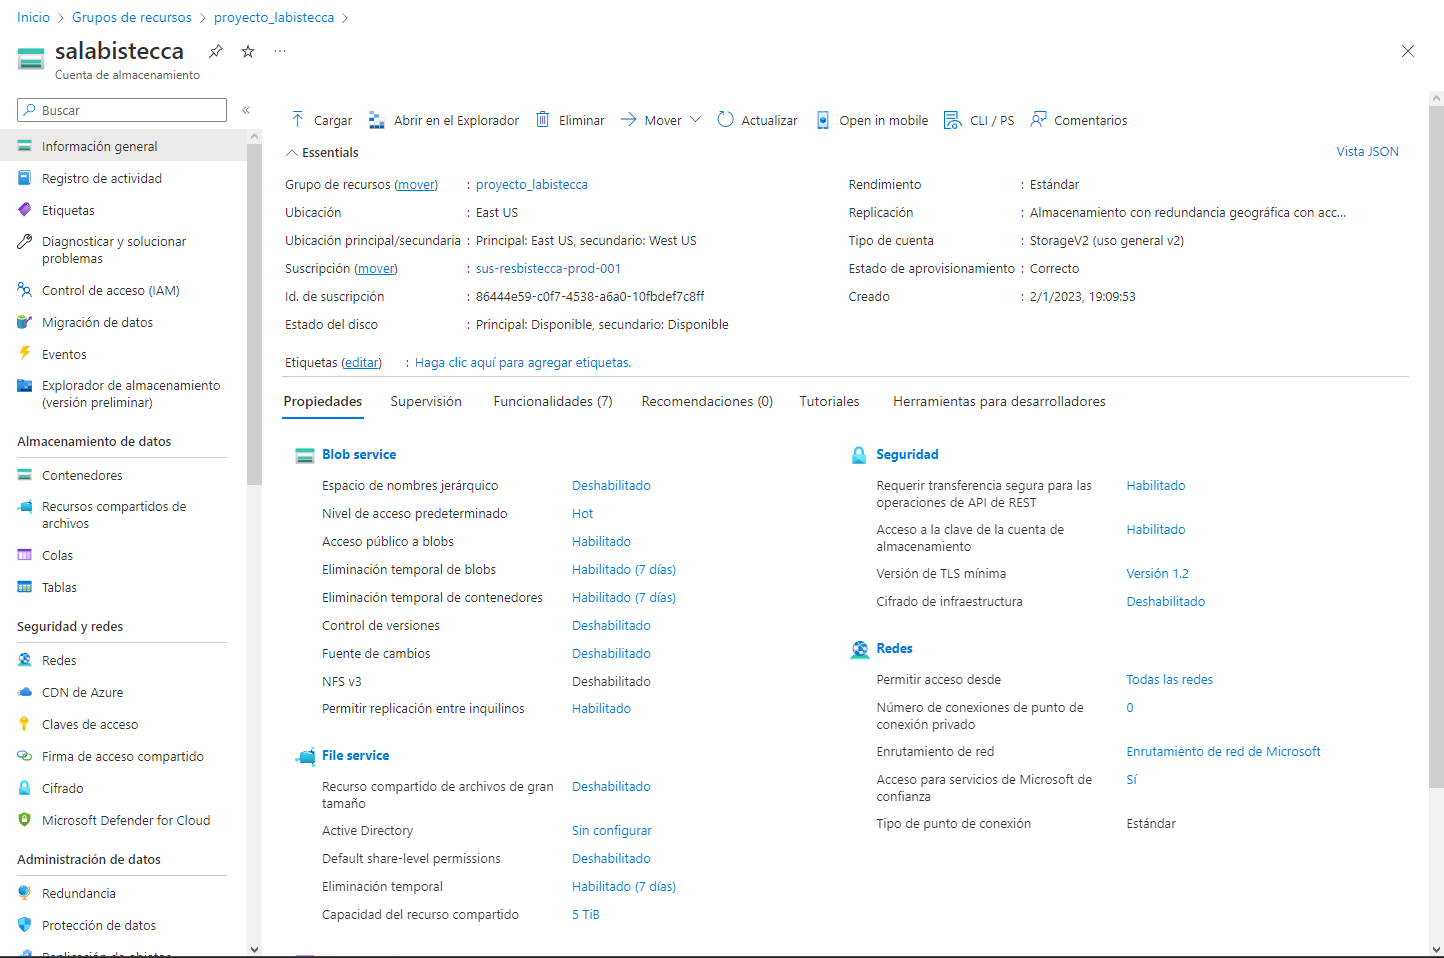 Inicio > Grupos de recursos > proyecto_labistecca >
salabistecca ...
Cuenta de almacenamiento
Buscar «
Información general
Registro de actividad
Etiquetas
Diagnosticar y solucionar
problemas
Control de acceso (IAM)
Migración de datos
Eventos
Explorador de almacenamiento
(versión preliminar)
Almacenamiento de datos
Contenedores
Recursos compartidos de
archivos
Colas
Tablas
Seguridad y redes
Redes
CDN de Azure
Claves de acceso
Firma de acceso compartido
Cifrado
Microsoft Defender for Cloud
Administración de datos
Redundancia
Protección de datos
Replicación de objetos
Cargar Abrir en el Explorador Eliminar Mover Actualizar Open in mobile CLI / PS Comentarios
Essentials Vista JSON
Grupo de recursos (mover) : proyecto_labistecca
Ubicación : East US
Ubicación principal/secundaria : Principal: East US, secundario: West US
Suscripción (mover) : sus-resbistecca-prod-001
Id. de suscripción : 86444e59-c0f7-4538-a6a0-10fbdef7c8ff
Estado del disco : Principal: Disponible, secundario: Disponible
Rendimiento : Estándar
Replicación : Almacenamiento con redundancia geográfica con acc...
Tipo de cuenta : StorageV2 (uso general v2)
Estado de aprovisionamiento : Correcto
Creado : 2/1/2023, 19:09:53
Etiquetas (editar) : Haga clic aquí para agregar etiquetas.
Propiedades Supervisión Funcionalidades (7) Recomendaciones (0) Tutoriales Herramientas para desarrolladores
Blob service
Espacio de nombres jerárquico Deshabilitado
Nivel de acceso predeterminado Hot
Acceso público a blobs Habilitado
Eliminación temporal de blobs Habilitado (7 días)
Eliminación temporal de contenedores Habilitado (7 días)
Control de versiones Deshabilitado
Fuente de cambios Deshabilitado
NFS v3 Deshabilitado
Permitir replicación entre inquilinos Habilitado
File service
Recurso compartido de archivos de gran Deshabilitado
tamaño
Active Directory Sin configurar
Default share-level permissions Deshabilitado
Eliminación temporal Habilitado (7 días)
Capacidad del recurso compartido 5 TiB
Seguridad
Requerir transferencia segura para las Habilitado
operaciones de API de REST
Acceso a la clave de la cuenta de Habilitado
almacenamiento
Versión de TLS mínima Versión 1.2
Cifrado de infraestructura Deshabilitado
Redes
Permitir acceso desde Todas las redes
Número de conexiones de punto de 0
conexión privado
Enrutamiento de red Enrutamiento de red de Microsoft
Acceso para servicios de Microsoft de Sí
confianza
Tipo de punto de conexión Estándar